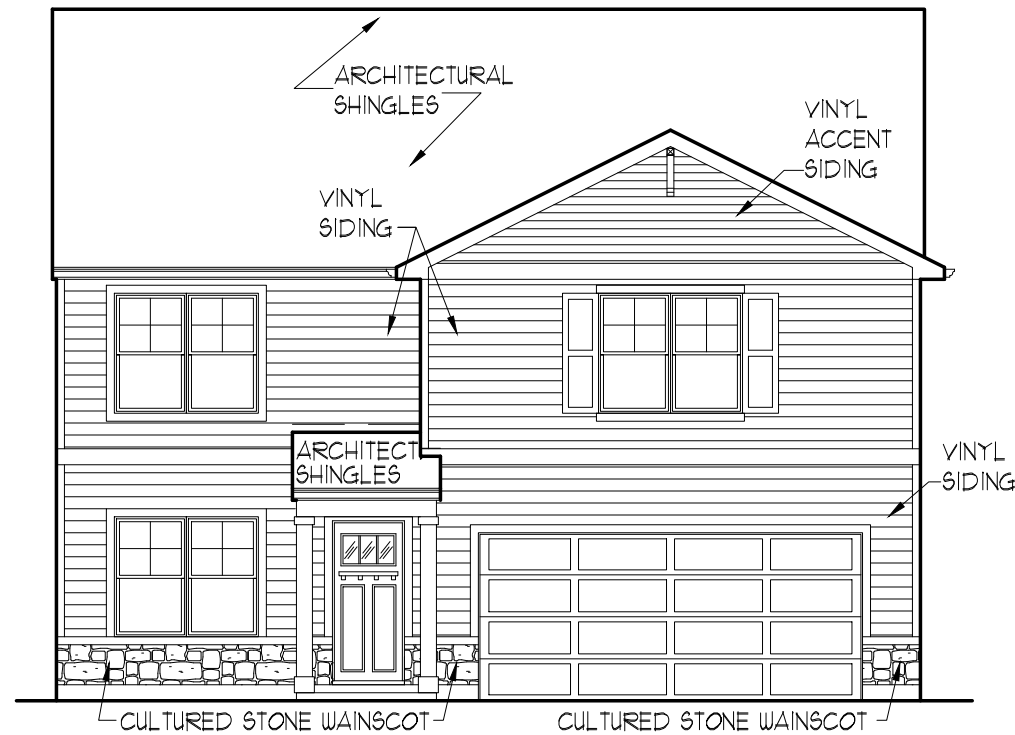 ARCHITECTURAL
SHINGLES
VINYL
ACCENT
SIDING
VINYL
SIDING
ARCHITECT
SHINGLES
VINYL
SIDING
CULTURED STONE WAINSCOT
CULTURED STONE WAINSCOT